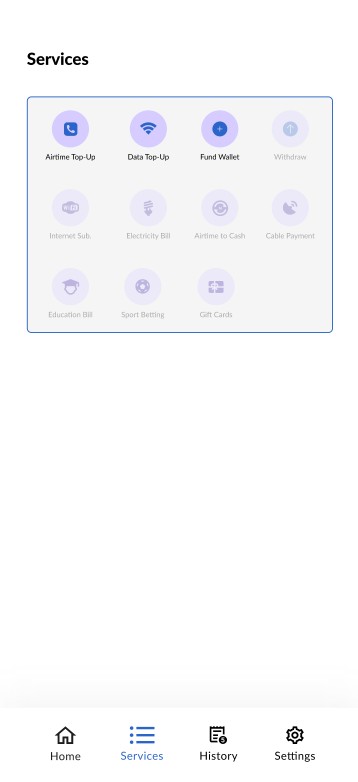 Services
Airtime Top-Up Data Top-Up Fund Wallet Withdraw
Internet Sub. Electricity Bill Airtime to Cash Cable Payment
Education Bill Sport Betting Gift Cards
Home Services History Settings